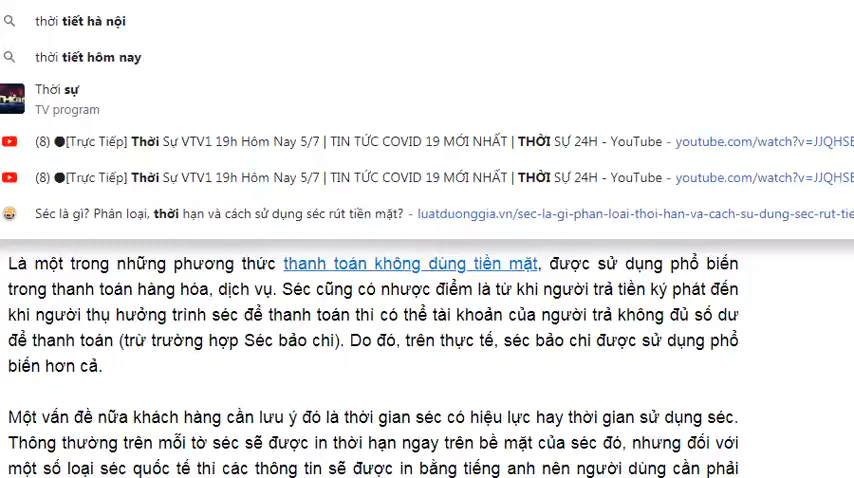 thời tiết hà nội
thời tiết hôm nay
Thời sự
TV program
(8) ●[Trực Tiếp] Thời Sự VTV1 19h Hôm Nay 5/7 | TIN TỨC COVID 19 MỚI NHẤT | THỜI SỰ 24H - YouTube - youtube.com/watch?v=JJQHSE
(8) ●[Trực Tiếp] Thời Sự VTV1 19h Hôm Nay 5/7 | TIN TỨC COVID 19 MỚI NHẤT | THỜI SỰ 24H - YouTube - youtube.com/watch?v=JJQHSE
Séc là gì? Phân loại, thời hạn và cách sử dụng séc rút tiền mặt? - luatduonggia.vn/sec-la-gi-phan-loai-thoi-han-va-cach-su-dung-sec-rut-tie
Là một trong những phương thức thanh toán không dùng tiền mặt, được sử dụng phổ biến
trong thanh toán hàng hóa, dịch vụ. Séc cũng có nhược điểm là từ khi người trả tiền ký phát đến
khi người thụ hưởng trình séc để thanh toán thì có thể tài khoản của người trả không đủ số dư
để thanh toán (trừ trường hợp Séc bảo chi). Do đó, trên thực tế, séc bảo chi được sử dụng phổ
biến hơn cả.
Một vấn đề nữa khách hàng cần lưu ý đó là thời gian séc có hiệu lực hay thời gian sử dụng séc.
Thông thường trên mỗi tờ séc sẽ được in thời hạn ngay trên bề mặt của séc đó, nhưng đối với
một số loại séc quốc tế thì các thông tin sẽ được in bằng tiếng anh nên người dùng cần phải